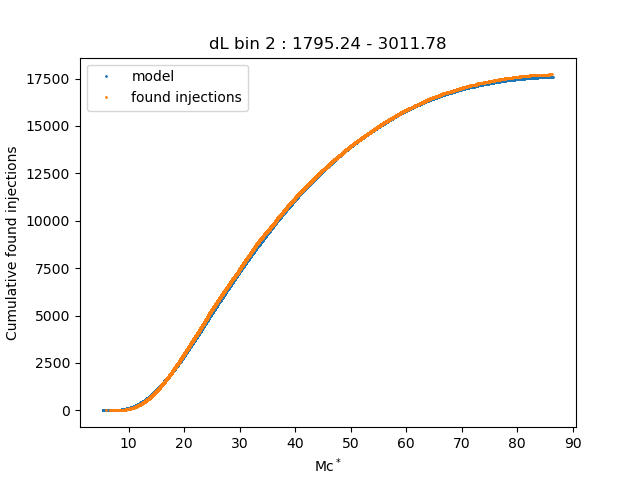 dL bin 2 : 1795.24 - 3011.78
model
found injections
Cumulative found injections
17500
15000
12500
10000
7500
5000
2500
0
10 20 30 40 50 60 70 80 90
Mc*